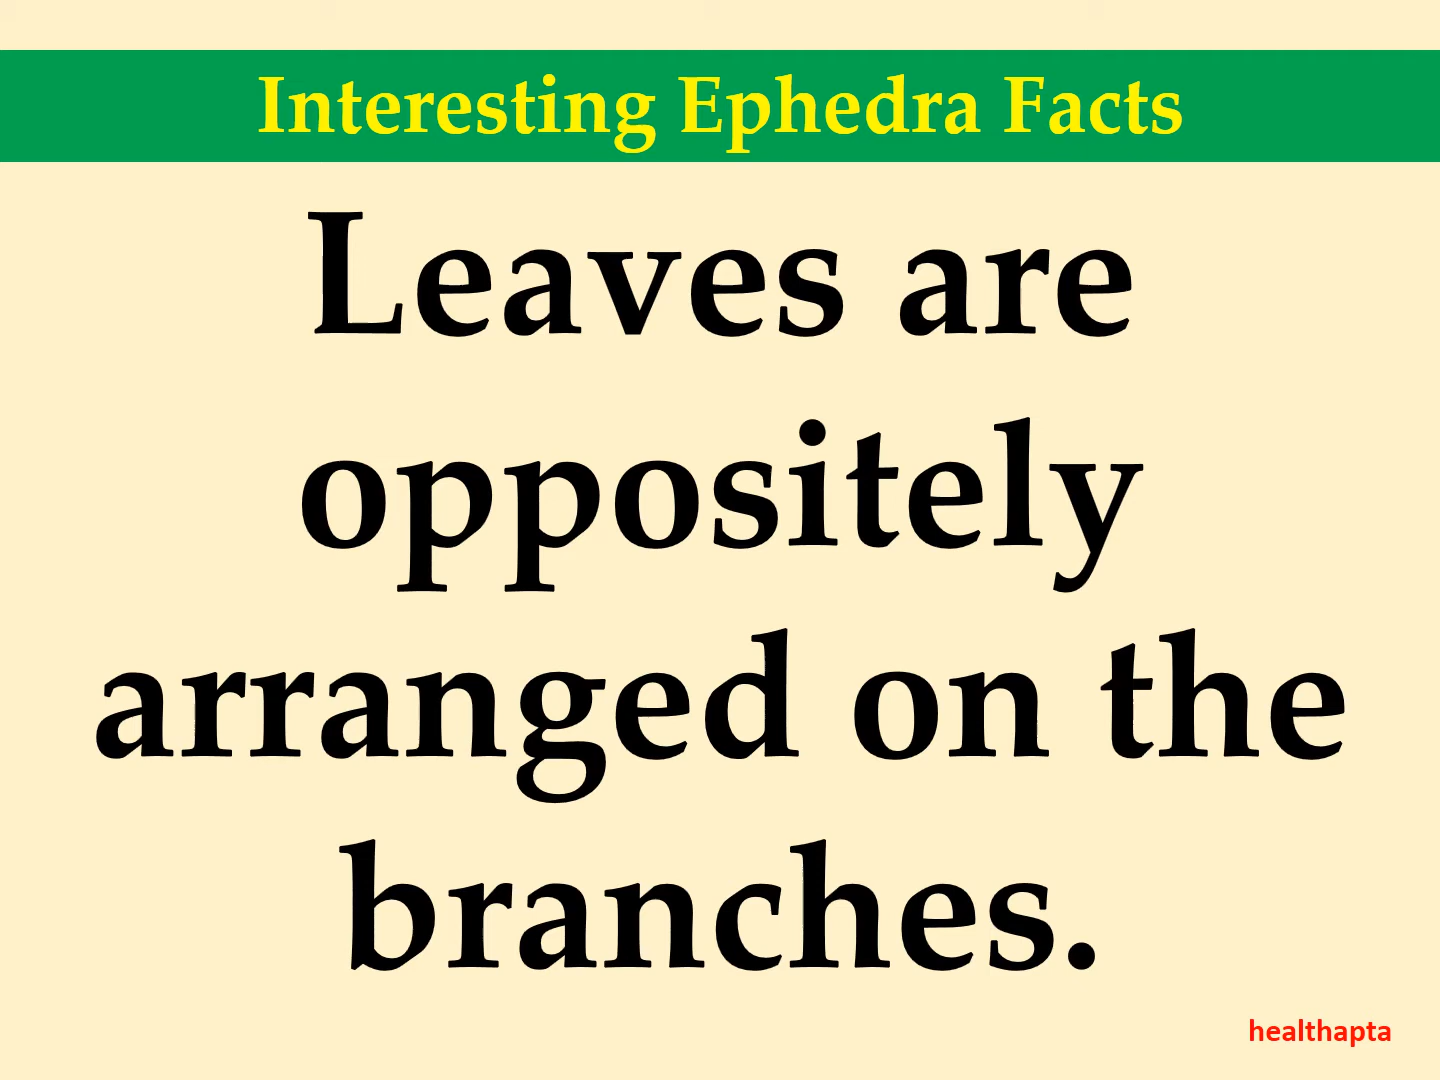 Interesting Ephedra Facts
Leaves are
oppositely
arranged on the
branches.
healthapta